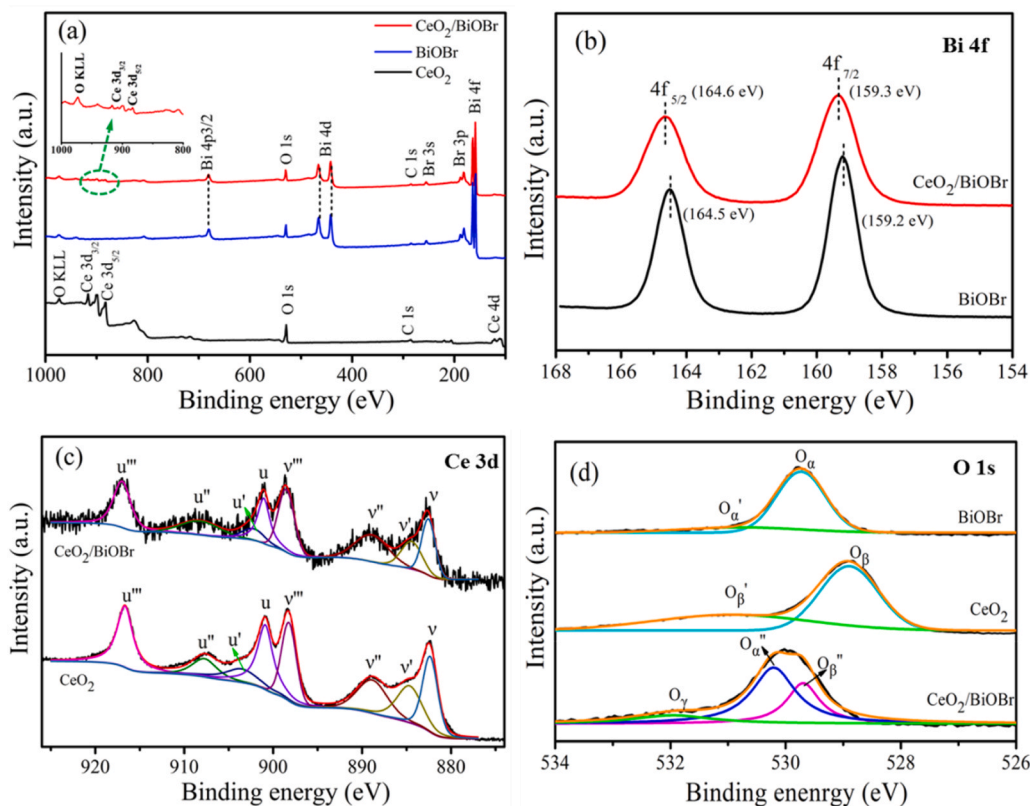 (a)
CeO₂/BiOBr
BiOBr
CeO₂
O KLL
Ce 3d₃/₂
Ce 3d₅/₂
1000 900 800
Bi 4p3/2
O 1s
Bi 4d
C 1s
Br 3s
Br 3p
Bi 4f
O KLL
Ce 3d₃/₂
Ce 3d₅/₂
O 1s
C 1s
Ce 4d
Intensity (a.u.)
1000 800 600 400 200
Binding energy (eV)
(b)
Bi 4f
4f₅/₂ (164.6 eV)
4f₇/₂
(159.3 eV)
CeO₂/BiOBr
(164.5 eV)
(159.2 eV)
BiOBr
Intensity (a.u.)
168 166 164 162 160 158 156 154
Binding energy (eV)
(c)
Ce 3d
u''' u'' u' u v''' v'' v' v
CeO₂/BiOBr
u''' u'' u' u v''' v'' v' v
CeO₂
Intensity (a.u.)
920 910 900 890 880
Binding energy (eV)
(d)
O 1s
Oα
Oα'
BiOBr
Oβ
Oβ'
CeO₂
Oα''
Oβ''
Oγ
CeO₂/BiOBr
Intensity (a.u.)
534 532 530 528 526
Binding enenrgy (eV)